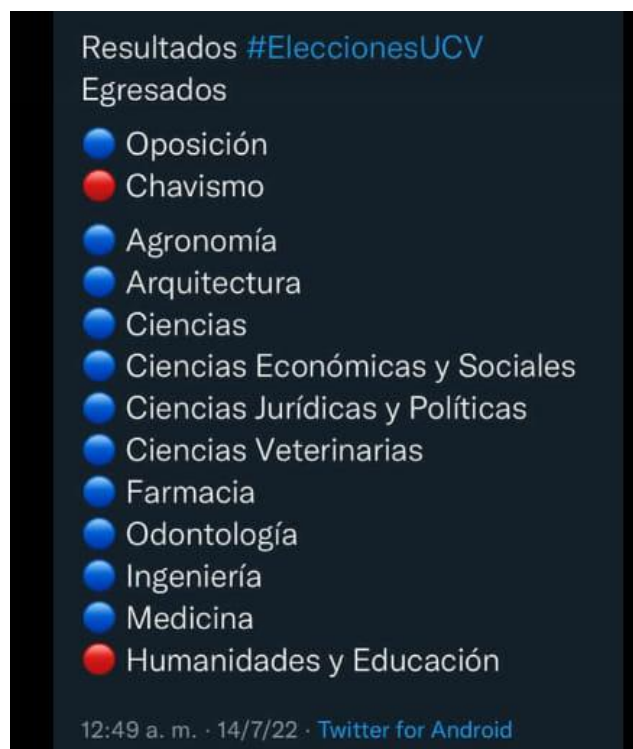 Resultados #EleccionesUCV
Egresados
🔵 Oposición
🔴 Chavismo
🔵 Agronomía
🔵 Arquitectura
🔵 Ciencias
🔵 Ciencias Económicas y Sociales
🔵 Ciencias Jurídicas y Políticas
🔵 Ciencias Veterinarias
🔵 Farmacia
🔵 Odontología
🔵 Ingeniería
🔵 Medicina
🔴 Humanidades y Educación
12:49 a. m. · 14/7/22 · Twitter for Android